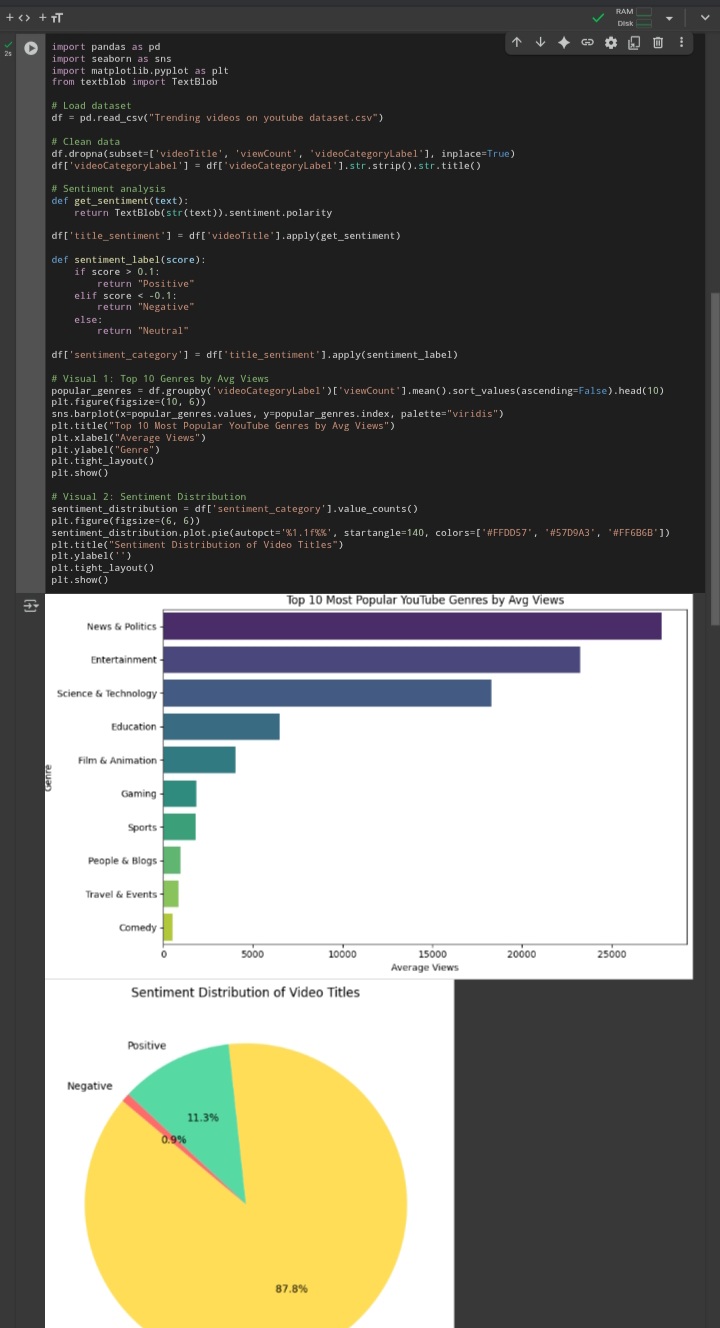 + <> + TT
RAM
Disk
2s
import pandas as pd
import seaborn as sns
import matplotlib.pyplot as plt
from textblob import TextBlob
# Load dataset
df = pd.read_csv("Trending videos on youtube dataset.csv")
# Clean data
df.dropna(subset=['videoTitle', 'viewCount', 'videoCategoryLabel'], inplace=True)
df['videoCategoryLabel'] = df['videoCategoryLabel'].str.strip().str.title()
# Sentiment analysis
def get_sentiment(text):
    return TextBlob(str(text)).sentiment.polarity
df['title_sentiment'] = df['videoTitle'].apply(get_sentiment)
def sentiment_label(score):
    if score > 0.1:
        return "Positive"
    elif score < -0.1:
        return "Negative"
    else:
        return "Neutral"
df['sentiment_category'] = df['title_sentiment'].apply(sentiment_label)
# Visual 1: Top 10 Genres by Avg Views
popular_genres = df.groupby('videoCategoryLabel')['viewCount'].mean().sort_values(ascending=False).head(10)
plt.figure(figsize=(10, 6))
sns.barplot(x=popular_genres.values, y=popular_genres.index, palette="viridis")
plt.title("Top 10 Most Popular YouTube Genres by Avg Views")
plt.xlabel("Average Views")
plt.ylabel("Genre")
plt.tight_layout()
plt.show()
# Visual 2: Sentiment Distribution
sentiment_distribution = df['sentiment_category'].value_counts()
plt.figure(figsize=(6, 6))
sentiment_distribution.plot.pie(autopct='%1.1f%%', startangle=140, colors=['#FFDD57', '#57D9A3', '#FF6B6B'])
plt.title("Sentiment Distribution of Video Titles")
plt.ylabel('')
plt.tight_layout()
plt.show()
Top 10 Most Popular YouTube Genres by Avg Views
News & Politics
Entertainment
Science & Technology
Education
Film & Animation
Genre
Gaming
Sports
People & Blogs
Travel & Events
Comedy
0 5000 10000 15000 20000 25000
Average Views
Sentiment Distribution of Video Titles
Positive
Negative
11.3%
0.9%
87.8%